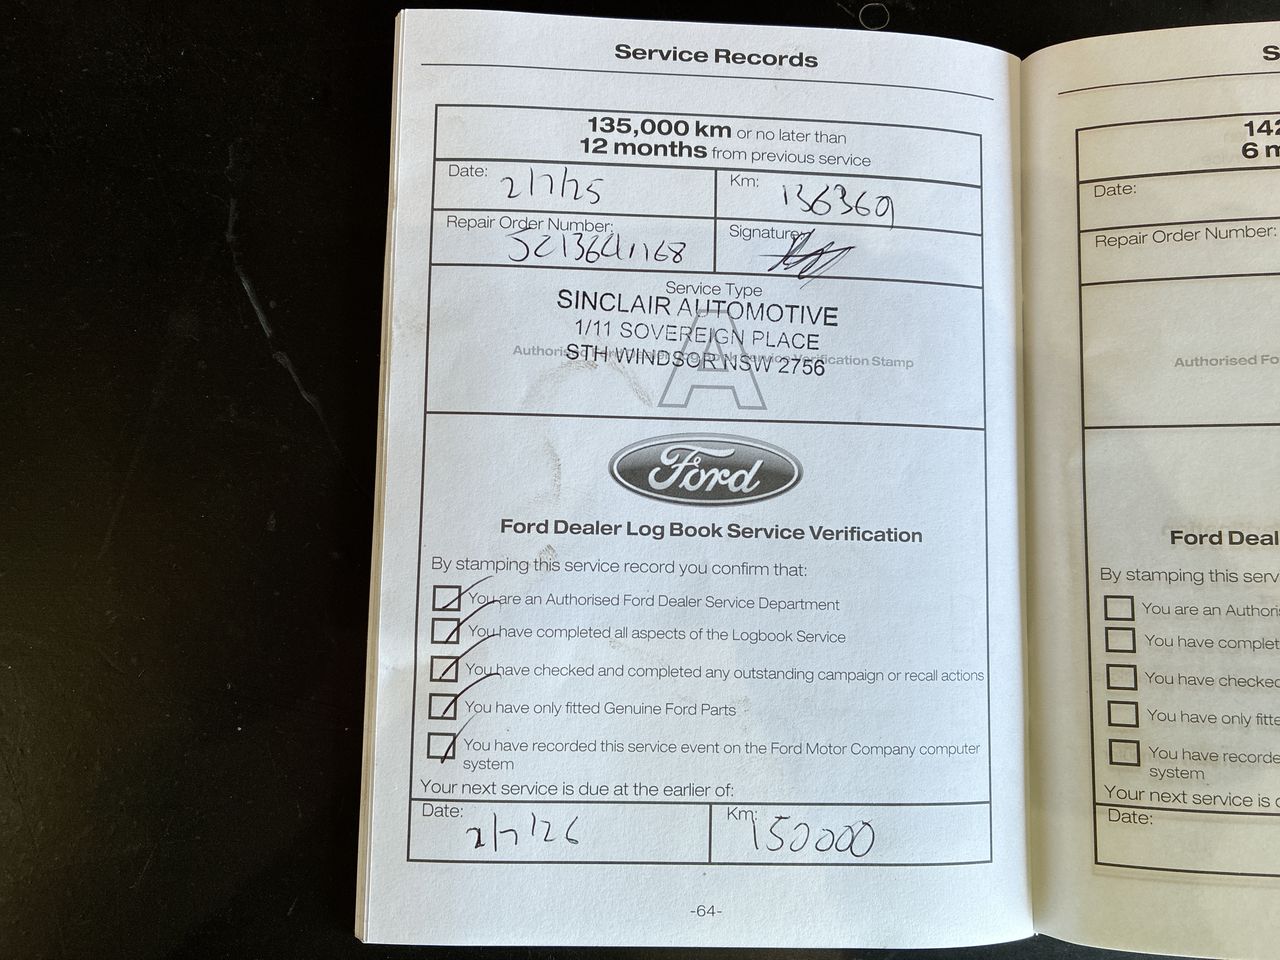 Service Records
135,000 km or no later than
12 months from previous service
Date: 2/7/25
Km: 136369
Repair Order Number:
Signature:
Service Type
SINCLAIR AUTOMOTIVE
1/11 SOVEREIGN PLACE
STH WINDSOR NSW 2756
A
Ford
Ford Dealer Log Book Service Verification
By stamping this service record you confirm that:
You are an Authorised Ford Dealer Service Department
You have completed all aspects of the Logbook Service
You have checked and completed any outstanding campaign or recall actions
You have only fitted Genuine Ford Parts
You have recorded this service event on the Ford Motor Company computer
system
Your next service is due at the earlier of:
Date: 2/7/26
Km: 150000
-64-
S
142
6 m
Date:
Repair Order Number:
Authorised Fo
Ford Deal
By stamping this serv
You are an Authori
You have complet
You have checked
You have only fitte
You have recorde
system
Your next service is
Date: